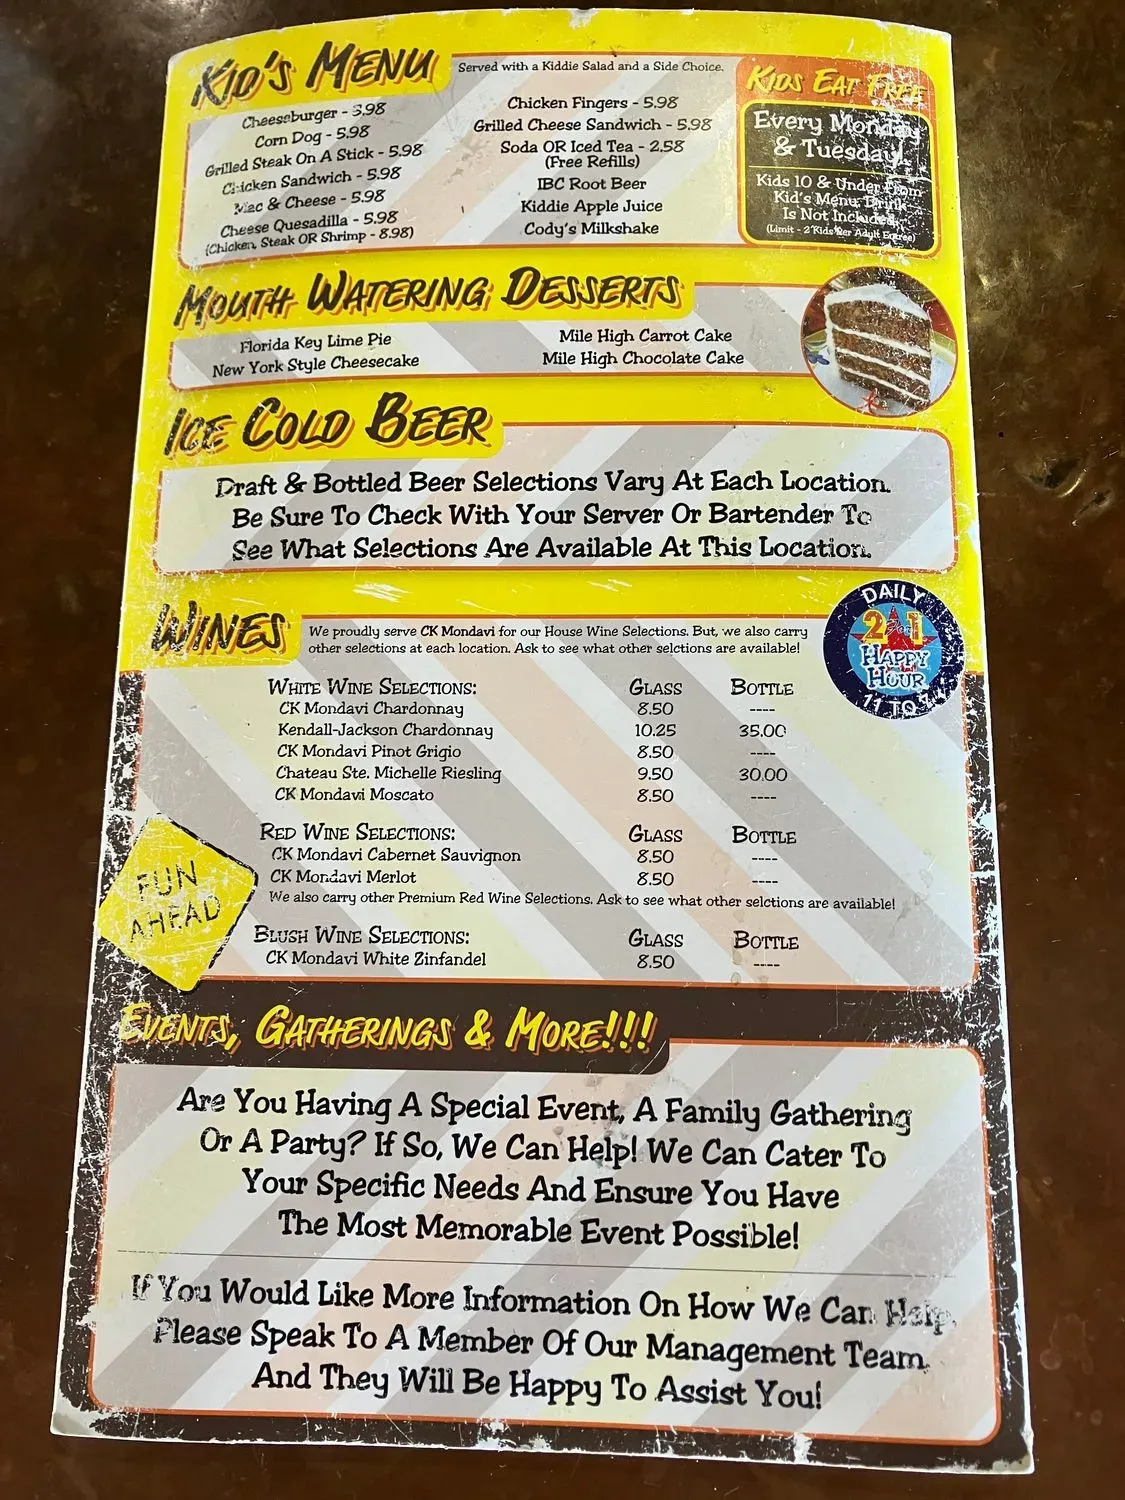 KID'S MENU
Served with a Kiddie Salad and a Side Choice.
Cheeseburger - 5.98
Corn Dog - 5.98
Grilled Steak On A Stick - 5.98
Chicken Sandwich - 5.98
Mac & Cheese - 5.98
Cheese Quesadilla - 5.98
(Chicken, Steak OR Shrimp - 8.98)
Chicken Fingers - 5.98
Grilled Cheese Sandwich - 5.98
Soda OR Iced Tea - 2.58
(Free Refills)
IBC Root Beer
Kiddie Apple Juice
Cody's Milkshake
KIDS EAT FREE
Every Monday
& Tuesday!
Kids 10 & Under From
Kid's Menu, Drink
Is Not Included.
(Limit - 2 Kids Per Adult Entree)
MOUTH WATERING DESSERTS
Florida Key Lime Pie
New York Style Cheesecake
Mile High Carrot Cake
Mile High Chocolate Cake
ICE COLD BEER
Draft & Bottled Beer Selections Vary At Each Location.
Be Sure To Check With Your Server Or Bartender To
See What Selections Are Available At This Location.
WINES
We proudly serve CK Mondavi for our House Wine Selections. But, we also carry
other selections at each location. Ask to see what other selctions are available!
DAILY
2 for 1
HAPPY
HOUR
11 TO
WHITE WINE SELECTIONS: GLASS BOTTLE
CK Mondavi Chardonnay 8.50 ----
Kendall-Jackson Chardonnay 10.25 35.00
CK Mondavi Pinot Grigio 8.50 ----
Chateau Ste. Michelle Riesling 9.50 30.00
CK Mondavi Moscato 8.50 ----
RED WINE SELECTIONS: GLASS BOTTLE
CK Mondavi Cabernet Sauvignon 8.50 ----
CK Mondavi Merlot 8.50 ----
We also carry other Premium Red Wine Selections. Ask to see what other selctions are available!
FUN
AHEAD
BLUSH WINE SELECTIONS: GLASS BOTTLE
CK Mondavi White Zinfandel 8.50 ----
EVENTS, GATHERINGS & MORE!!!
Are You Having A Special Event, A Family Gathering
Or A Party? If So, We Can Help! We Can Cater To
Your Specific Needs And Ensure You Have
The Most Memorable Event Possible!
If You Would Like More Information On How We Can Help,
Please Speak To A Member Of Our Management Team
And They Will Be Happy To Assist You!